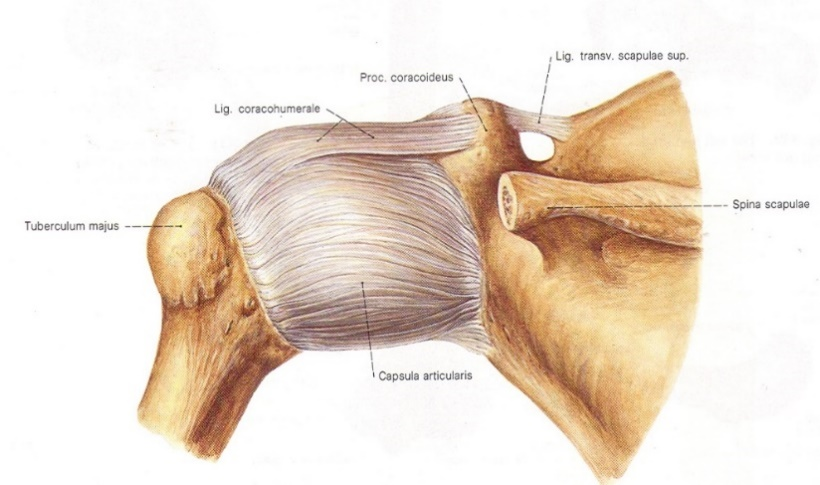 Lig. transv. scapulae sup.
Proc. coracoideus
Lig. coracohumerale
Spina scapulae
Tuberculum majus
Capsula articularis